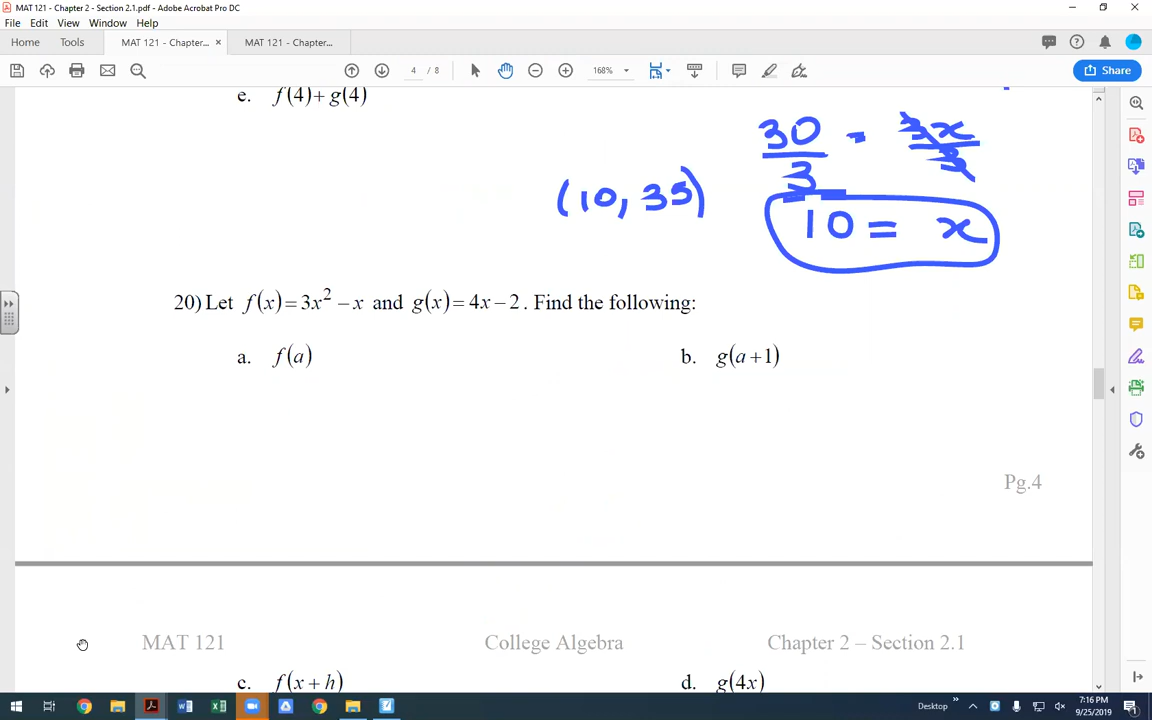 MAT 121 - Chapter 2 - Section 2.1.pdf - Adobe Acrobat Pro DC
File Edit View Window Help
Home Tools MAT 121 - Chapter... × MAT 121 - Chapter...
4 / 8 168% Share
e. f(4)+g(4)
30/3 = 3x/3
(10, 35)
10 = x
20) Let f(x)=3x²−x and g(x)=4x−2. Find the following:
a. f(a) b. g(a+1)
Pg.4
MAT 121 College Algebra Chapter 2 – Section 2.1
c. f(x+h) d. g(4x)
Desktop » 7:16 PM
9/25/2019